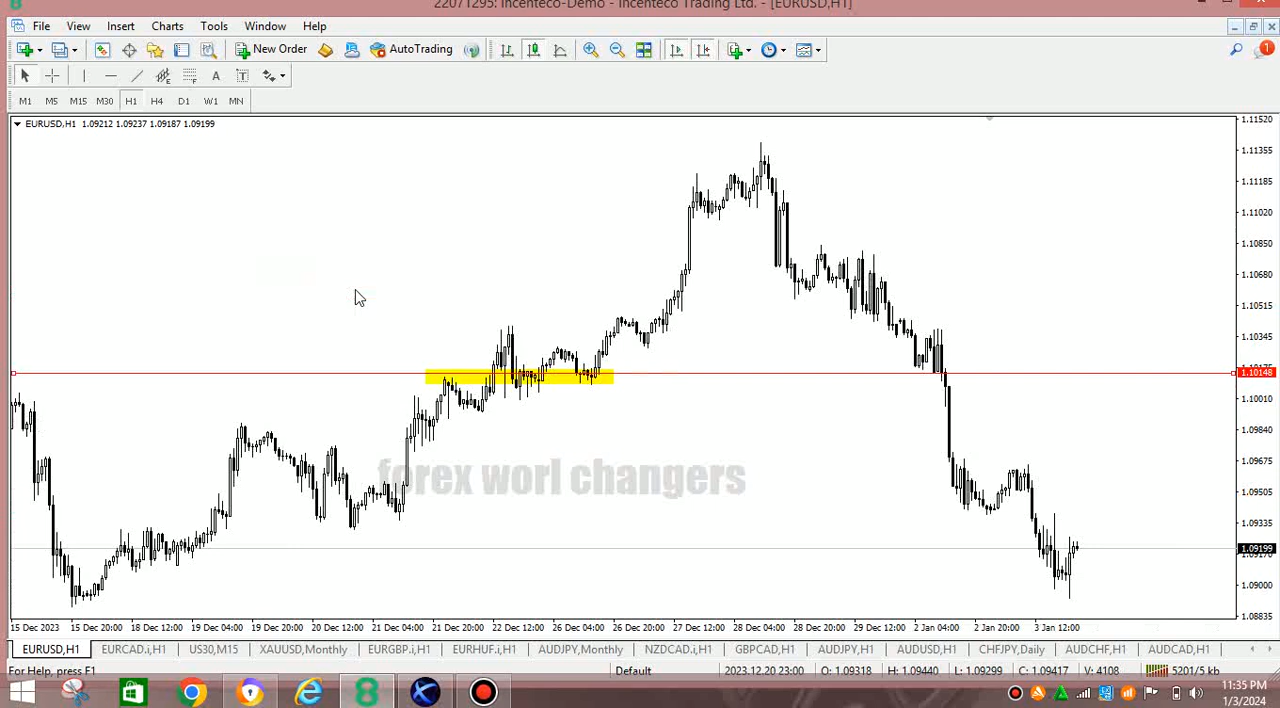 22071295: Incenteco-Demo - Incenteco Trading Ltd. - [EURUSD,H1]
File View Insert Charts Tools Window Help
New Order AutoTrading 1
A T
M1 M5 M15 M30 H1 H4 D1 W1 MN
EURUSD,H1 1.09212 1.09237 1.09187 1.09199
1.11520
1.11355
1.11185
1.11020
1.10850
1.10680
1.10515
1.10345
1.10148
1.10010
1.09840
1.09675
1.09505
1.09335
1.09199
1.09170
1.09000
1.08835
forex worl changers
15 Dec 2023 15 Dec 20:00 18 Dec 12:00 19 Dec 04:00 19 Dec 20:00 20 Dec 12:00 21 Dec 04:00 21 Dec 20:00 22 Dec 12:00 26 Dec 04:00 26 Dec 20:00 27 Dec 12:00 28 Dec 04:00 28 Dec 20:00 29 Dec 12:00 2 Jan 04:00 2 Jan 20:00 3 Jan 12:00
EURUSD,H1 EURCAD.i,H1 US30,M15 XAUUSD,Monthly EURGBP.i,H1 EURHUF.i,H1 AUDJPY,Monthly NZDCAD.i,H1 GBPCAD,H1 AUDJPY,H1 AUDUSD,H1 CHFJPY,Daily AUDCHF,H1 AUDCAD,H1
For Help, press F1 Default 2023.12.20 23:00 O: 1.09318 H: 1.09440 L: 1.09299 C: 1.09417 V: 4108 5201/5 kb
11:35 PM
1/3/2024